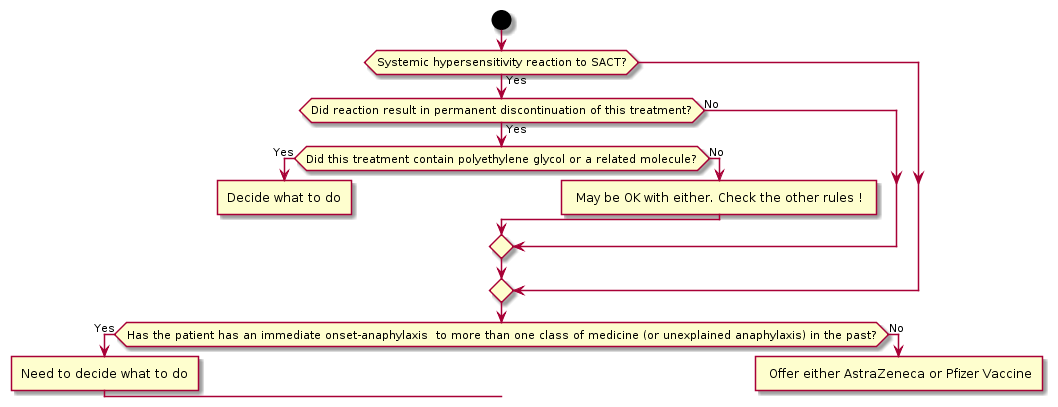 Systemic hypersensitivity reaction to SACT?
Yes
Did reaction result in permanent discontinuation of this treatment?
No
Yes
Yes
Did this treatment contain polyethylene glycol or a related molecule?
No
Decide what to do
May be OK with either. Check the other rules !
Yes
Has the patient has an immediate onset-anaphylaxis  to more than one class of medicine (or unexplained anaphylaxis) in the past?
No
Need to decide what to do
Offer either AstraZeneca or Pfizer Vaccine